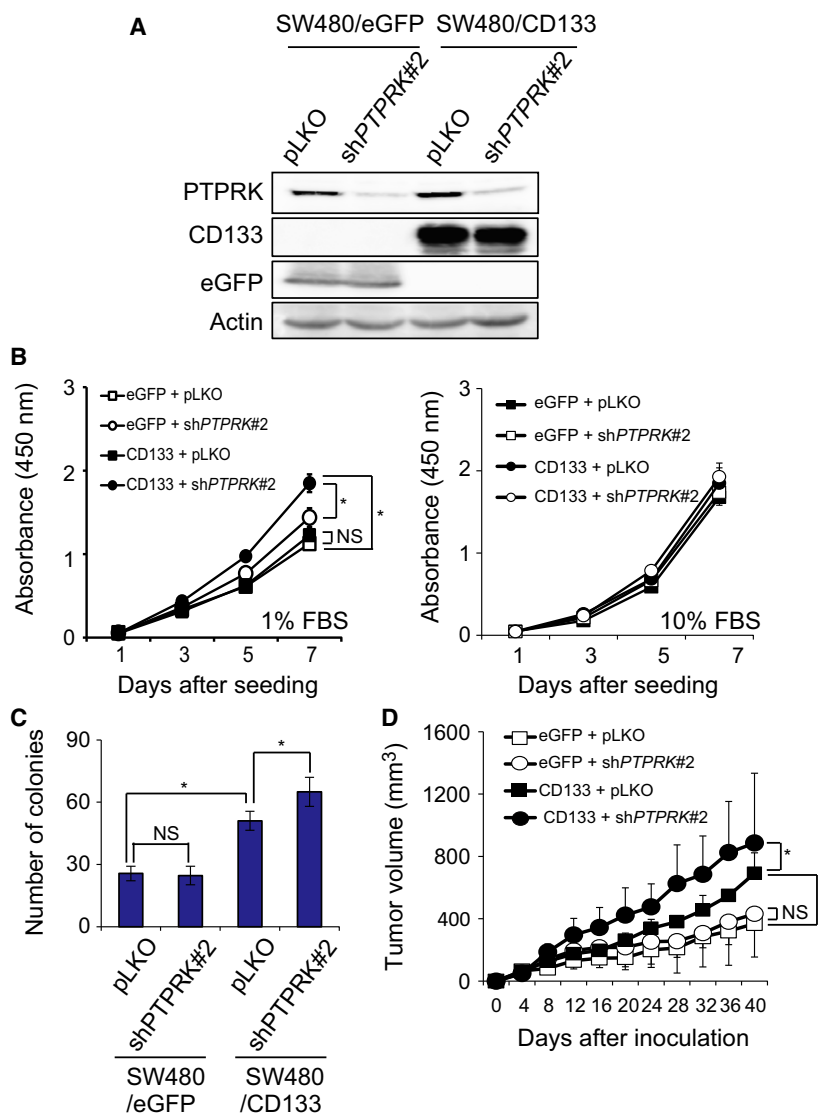 A
SW480/eGFP SW480/CD133
pLKO
shPTPRK#2
pLKO
shPTPRK#2
PTPRK
CD133
eGFP
Actin
B
Absorbance (450 nm)
3
2
1
0
eGFP + pLKO
eGFP + shPTPRK#2
CD133 + pLKO
CD133 + shPTPRK#2
*
*
NS
1% FBS
1 3 5 7
Days after seeding
Absorbance (450 nm)
3
2
1
0
eGFP + pLKO
eGFP + shPTPRK#2
CD133 + pLKO
CD133 + shPTPRK#2
10% FBS
1 3 5 7
Days after seeding
C
Number of colonies
90
60
30
0
*
NS
*
pLKO
shPTPRK#2
pLKO
shPTPRK#2
SW480
/eGFP
SW480
/CD133
D
Tumor volume (mm³)
1600
1200
800
400
0
eGFP + pLKO
eGFP + shPTPRK#2
CD133 + pLKO
CD133 + shPTPRK#2
*
NS
0 4 8 12 16 20 24 28 32 36 40
Days after inoculation